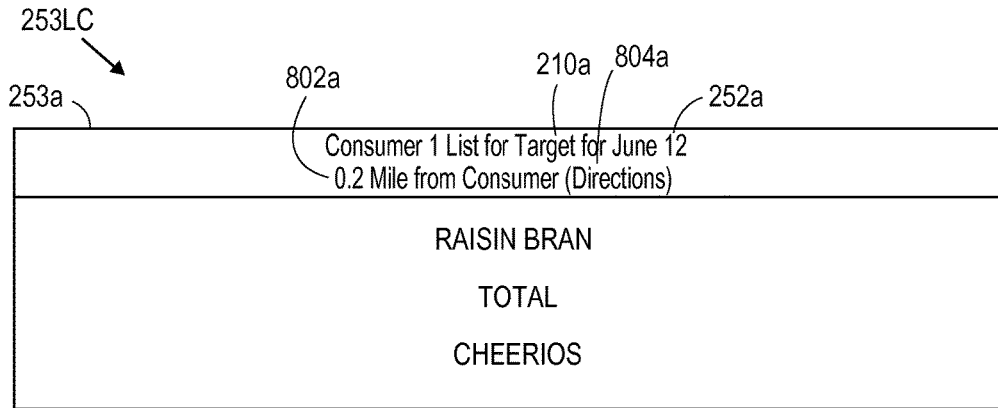 253LC
253a
802a
210a
804a
252a
Consumer 1 List for Target for June 12
0.2 Mile from Consumer (Directions)
RAISIN BRAN
TOTAL
CHEERIOS